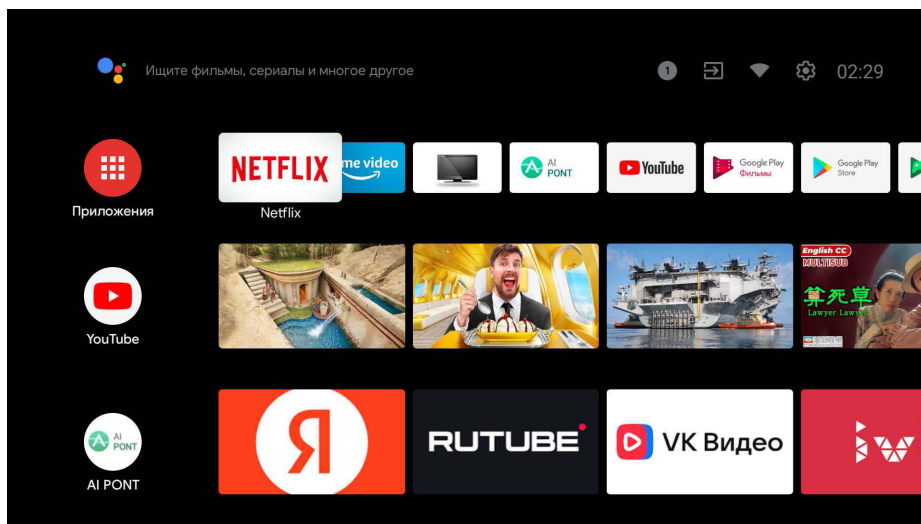 Ищите фильмы, сериалы и многое другое
1
02:29
NETFLIX
me video
AI
PONT
YouTube
Google Play
Фильмы
Google Play
Store
Приложения
Netflix
English CC
MULTISUB
算死草
Lawyer Lawyer
YouTube
Я
RUTUBE
VK Видео
iw
AI
PONT
AI PONT